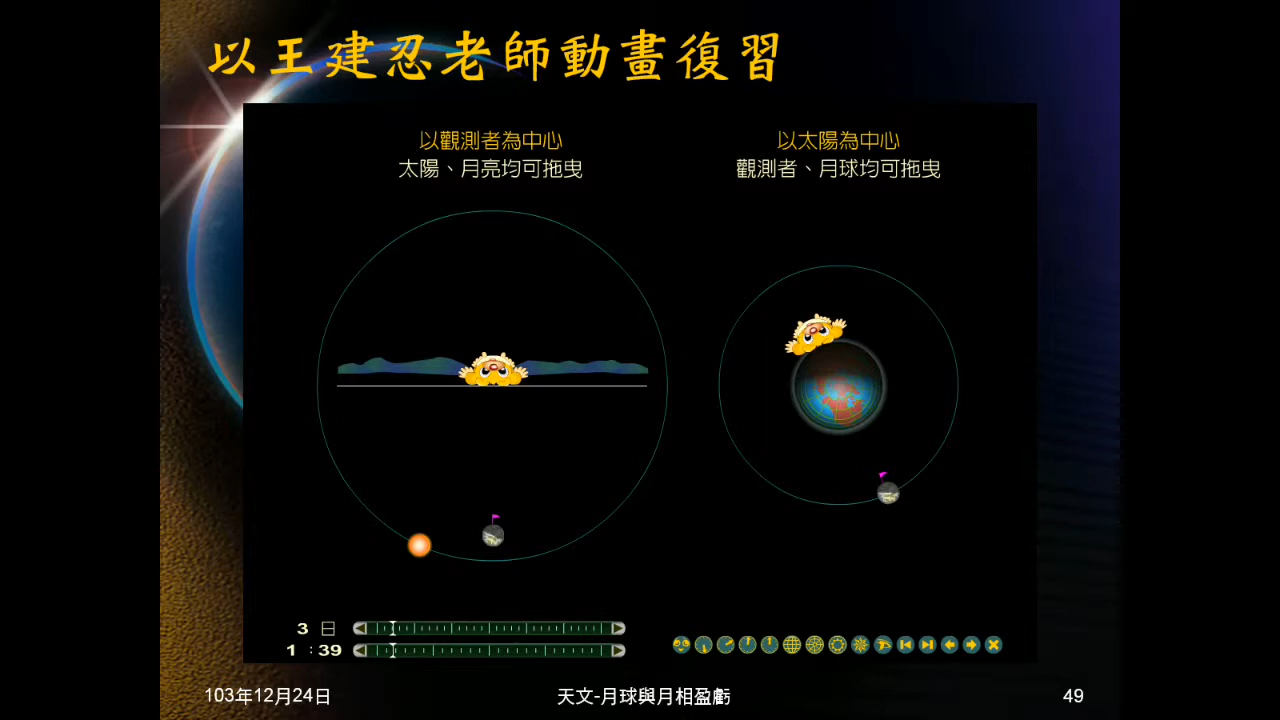 以王建忍老師動畫復習
以觀測者為中心
太陽、月亮均可拖曳
以太陽為中心
觀測者、月球均可拖曳
3 日
1 : 39
103年12月24日
天文-月球與月相盈虧
49